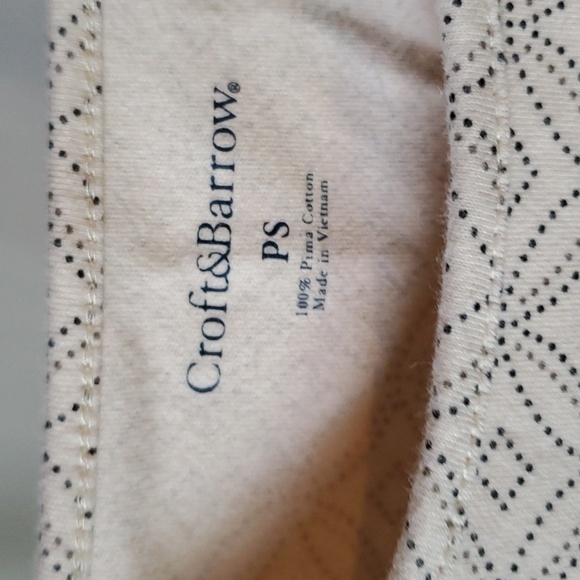 Croft&Barrow®
PS
100% Pima Cotton
Made in Vietnam